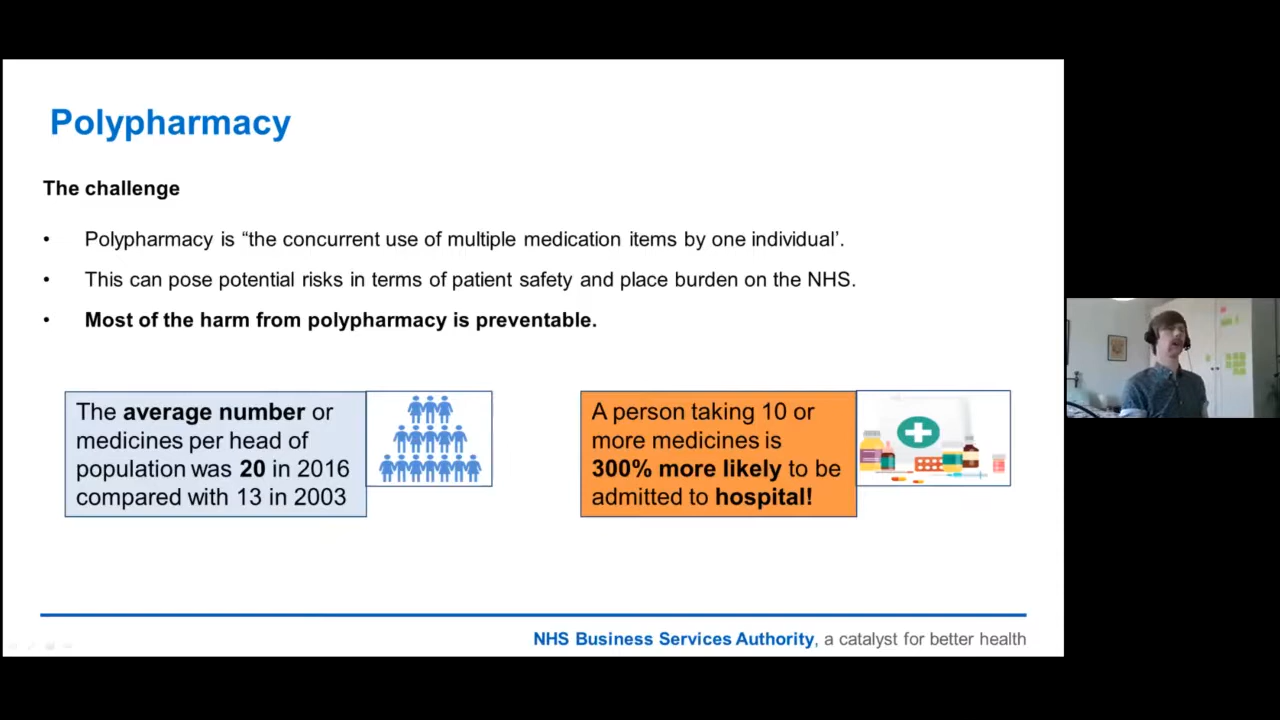 Polypharmacy
The challenge
• Polypharmacy is “the concurrent use of multiple medication items by one individual’.
• This can pose potential risks in terms of patient safety and place burden on the NHS.
• Most of the harm from polypharmacy is preventable.
The average number or
medicines per head of
population was 20 in 2016
compared with 13 in 2003
A person taking 10 or
more medicines is
300% more likely to be
admitted to hospital!
NHS Business Services Authority, a catalyst for better health